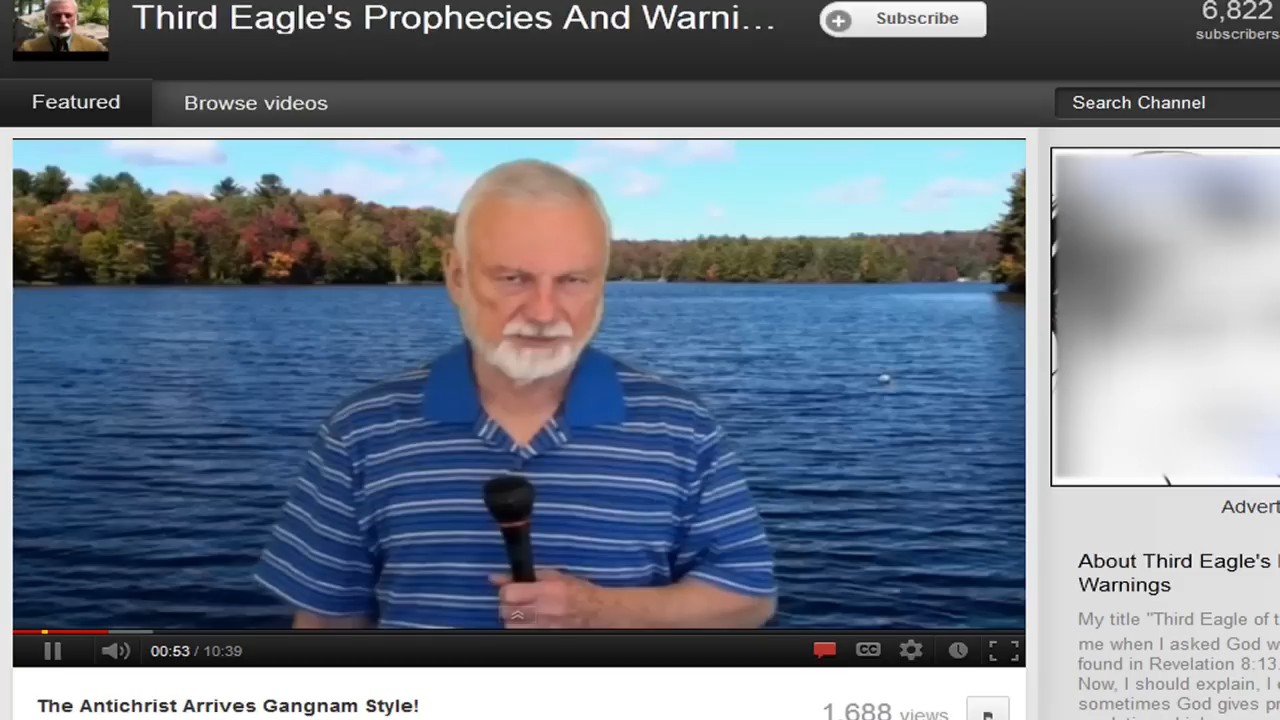 Third Eagle's Prophecies And Warni...
Subscribe
6,822
subscribers
Featured
Browse videos
Search Channel
00:53 / 10:39
CC
Advert
About Third Eagle's
Warnings
My title "Third Eagle of t
me when I asked God w
found in Revelation 8:13.
Now, I should explain, I
sometimes God gives pr
The Antichrist Arrives Gangnam Style!
1,688 views